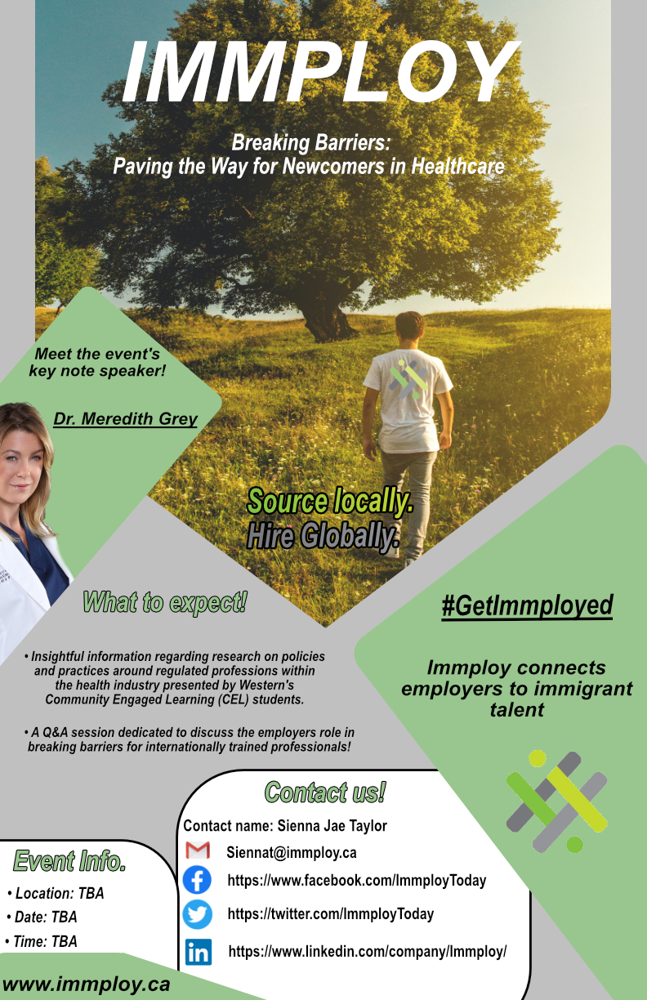 IMMPLOY
Breaking Barriers:
Paving the Way for Newcomers in Healthcare
Meet the event's
key note speaker!
Dr. Meredith Grey
Source locally.
Hire Globally.
What to expect!
• Insightful information regarding research on policies
and practices around regulated professions within
the health industry presented by Western's
Community Engaged Learning (CEL) students.
• A Q&A session dedicated to discuss the employers role in
breaking barriers for internationally trained professionals!
#GetImmployed
Immploy connects
employers to immigrant
talent
Contact us!
Contact name: Sienna Jae Taylor
Siennat@immploy.ca
https://www.facebook.com/ImmployToday
https://twitter.com/ImmployToday
https://www.linkedin.com/company/Immploy/
Event Info.
• Location: TBA
• Date: TBA
• Time: TBA
www.immploy.ca